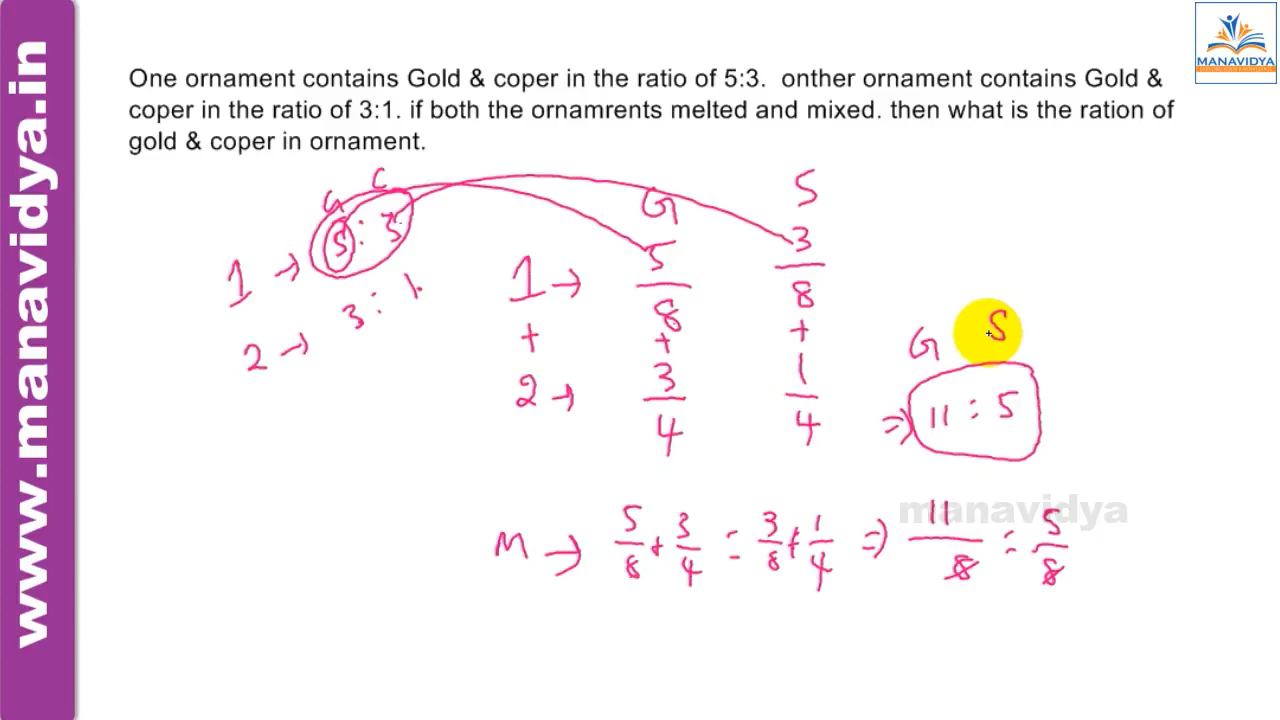 www.manavidya.in
MANAVIDYA
One ornament contains Gold & coper in the ratio of 5:3. onther ornament contains Gold &
coper in the ratio of 3:1. if both the ornamrents melted and mixed. then what is the ration of
gold & coper in ornament.
G C
1 → 5 : 3
2 → 3 : 1
G S
1 → 5/8 3/8
+ + +
2 → 3/4 1/4
G S
⇒ 11 : 5
manavidya
M → 5/8 + 3/4 : 3/8 + 1/4 ⇒ 11/8 : 5/8